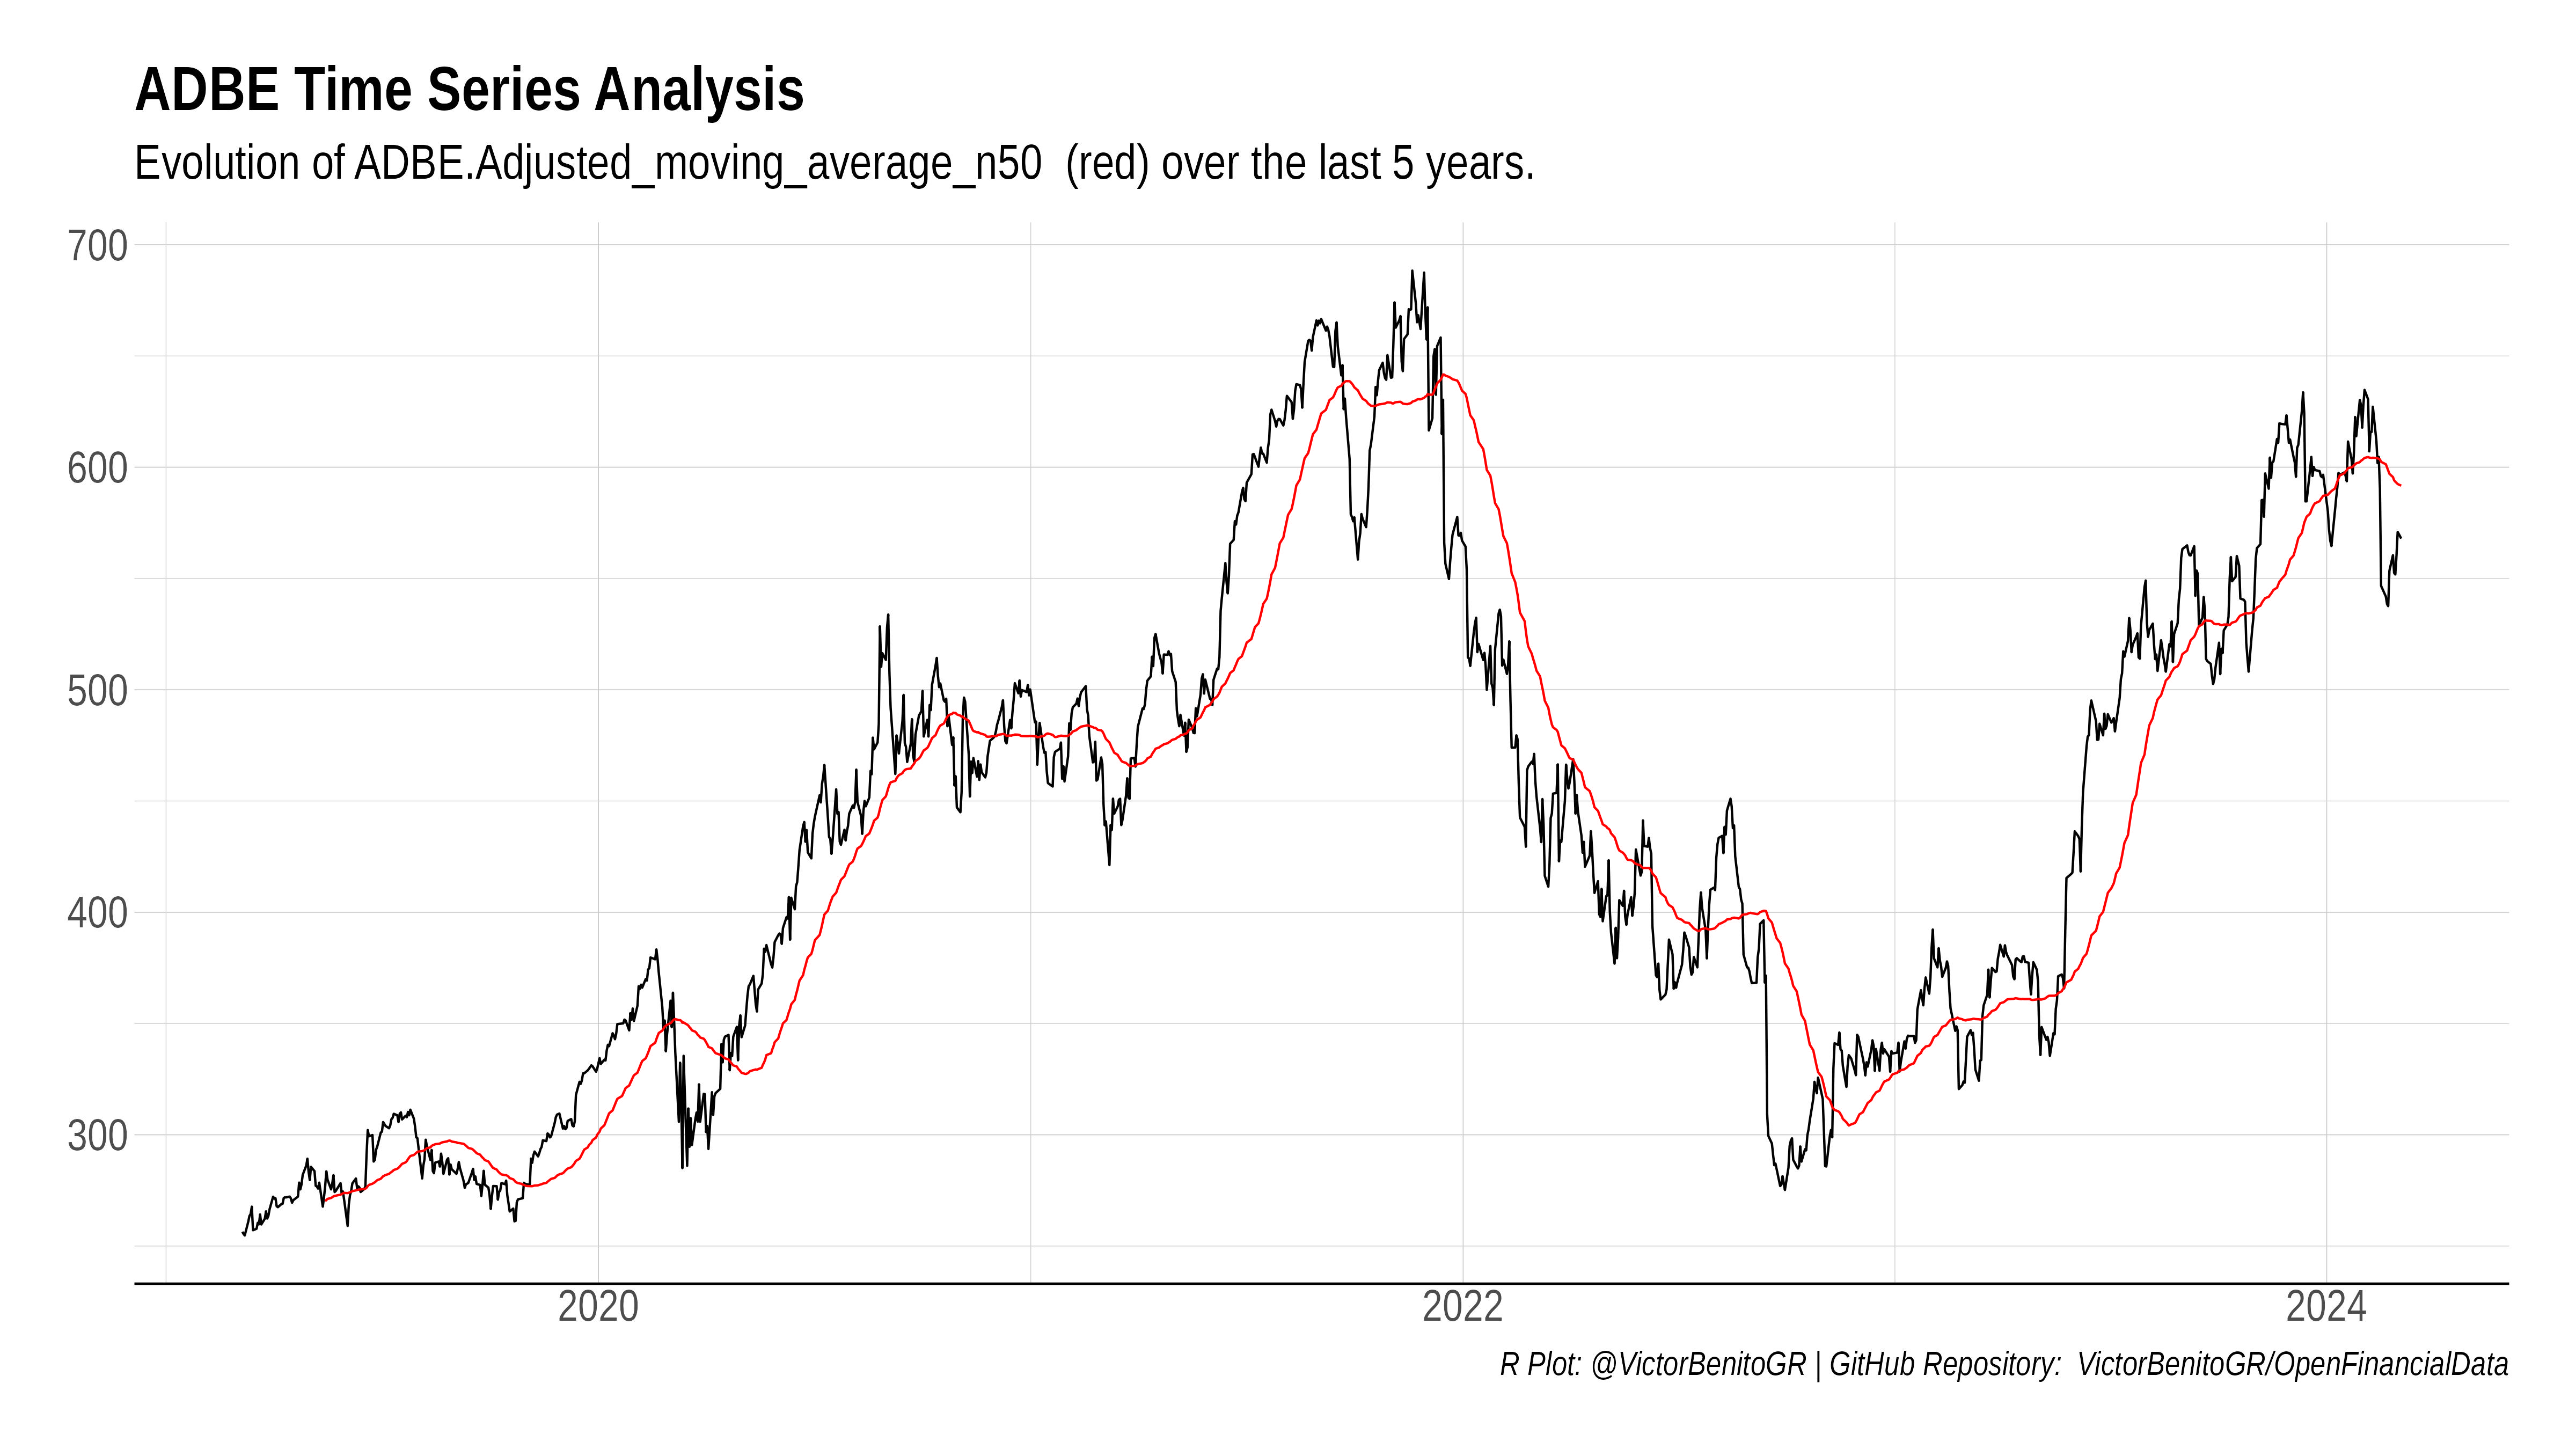 ADBE Time Series Analysis
Evolution of ADBE.Adjusted_moving_average_n50  (red) over the last 5 years.
700
600
500
400
300
2020 2022 2024
R Plot: @VictorBenitoGR | GitHub Repository:  VictorBenitoGR/OpenFinancialData